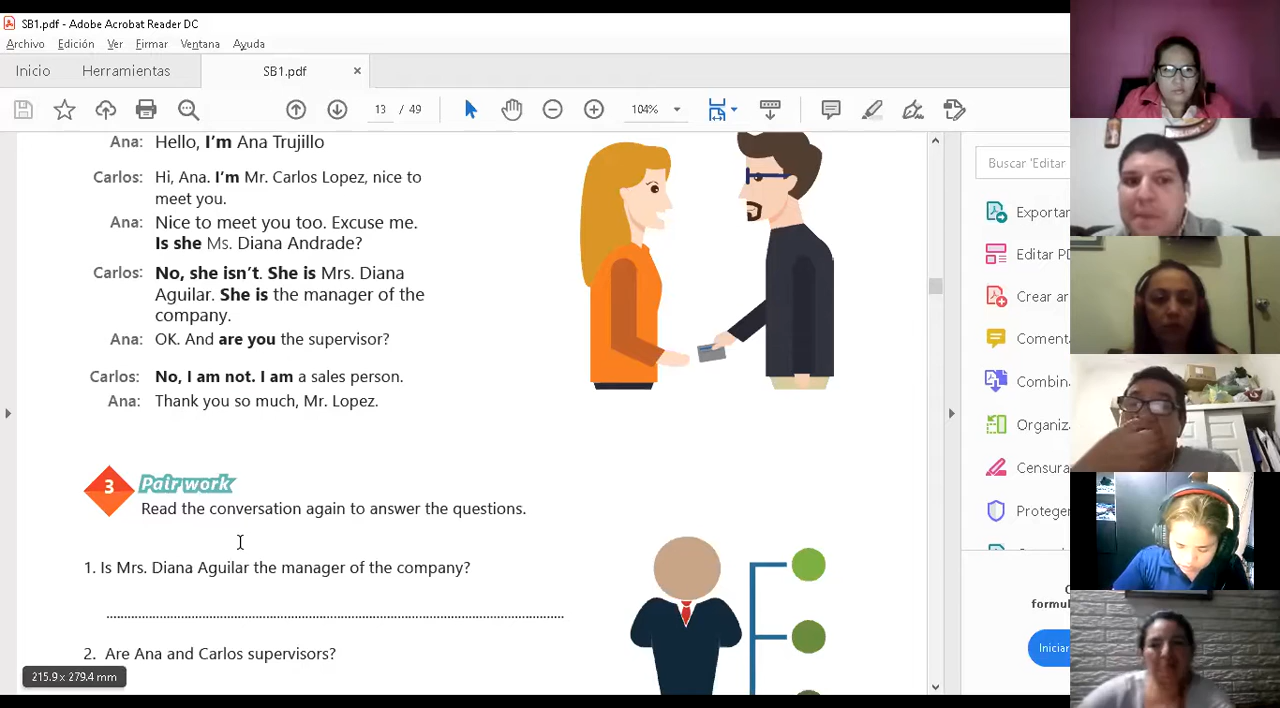 SB1.pdf - Adobe Acrobat Reader DC
Archivo Edición Ver Firmar Ventana Ayuda
Inicio Herramientas SB1.pdf ×
13 / 49 104%
Ana: Hello, I'm Ana Trujillo
Carlos: Hi, Ana. I'm Mr. Carlos Lopez, nice to
meet you.
Ana: Nice to meet you too. Excuse me.
Is she Ms. Diana Andrade?
Carlos: No, she isn't. She is Mrs. Diana
Aguilar. She is the manager of the
company.
Ana: OK. And are you the supervisor?
Carlos: No, I am not. I am a sales person.
Ana: Thank you so much, Mr. Lopez.
3 Pair work
Read the conversation again to answer the questions.
1. Is Mrs. Diana Aguilar the manager of the company?
2. Are Ana and Carlos supervisors?
215.9 x 279.4 mm
Buscar 'Editar
Exportar
Editar PD
Crear ar
Comenta
Combin
Organiza
Censura
Proteger
formul
Iniciar